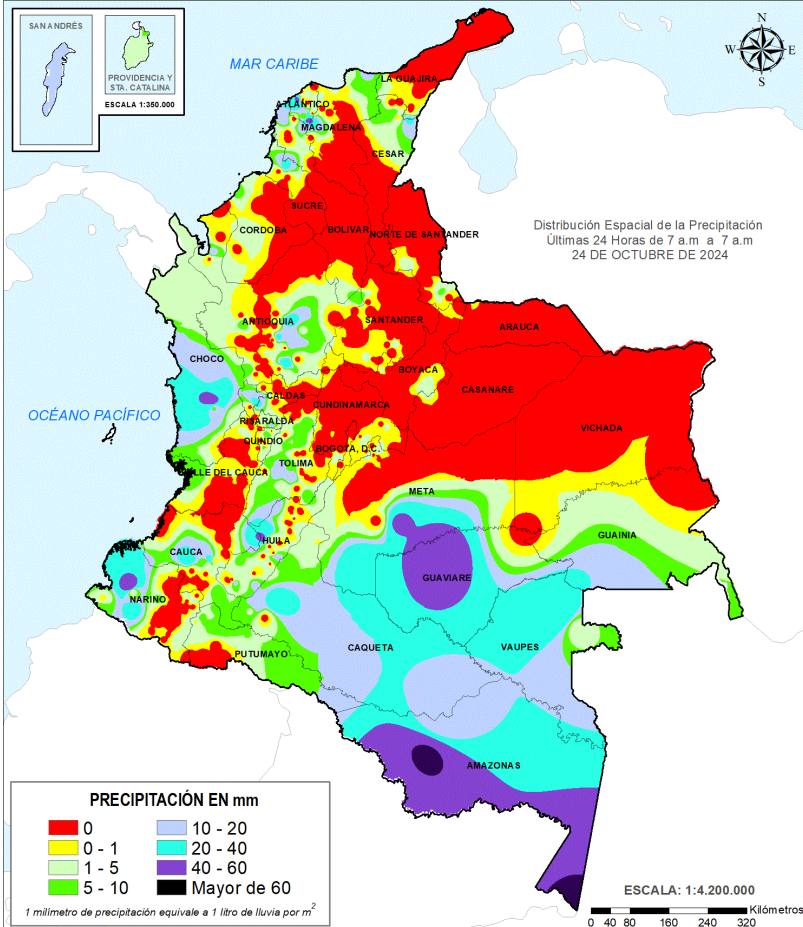 SAN ANDRÉS
PROVIDENCIA Y
STA. CATALINA
ESCALA 1:350.000
MAR CARIBE
N
W
E
S
LA GUAJIRA
ATLÁNTICO
MAGDALENA
CESAR
SUCRE
CORDOBA
BOLIVAR
NORTE DE SANTANDER
Distribución Espacial de la Precipitación
Últimas 24 Horas de 7 a.m a 7 a.m
24 DE OCTUBRE DE 2024
ANTIOQUIA
SANTANDER
ARAUCA
CHOCO
BOYACA
CASANARE
CALDAS
CUNDINAMARCA
OCÉANO PACÍFICO
RISARALDA
VICHADA
QUINDIO
BOGOTA, D.C.
TOLIMA
VALLE DEL CAUCA
META
GUAINIA
HUILA
CAUCA
GUAVIARE
NARIÑO
CAQUETA
VAUPES
PUTUMAYO
AMAZONAS
PRECIPITACIÓN EN mm
0
10 - 20
0 - 1
20 - 40
1 - 5
40 - 60
5 - 10
Mayor de 60
1 milimetro de precipitación equivale a 1 litro de lluvia por m²
ESCALA: 1:4.200.000
Kilómetros
0 40 80 160 240 320